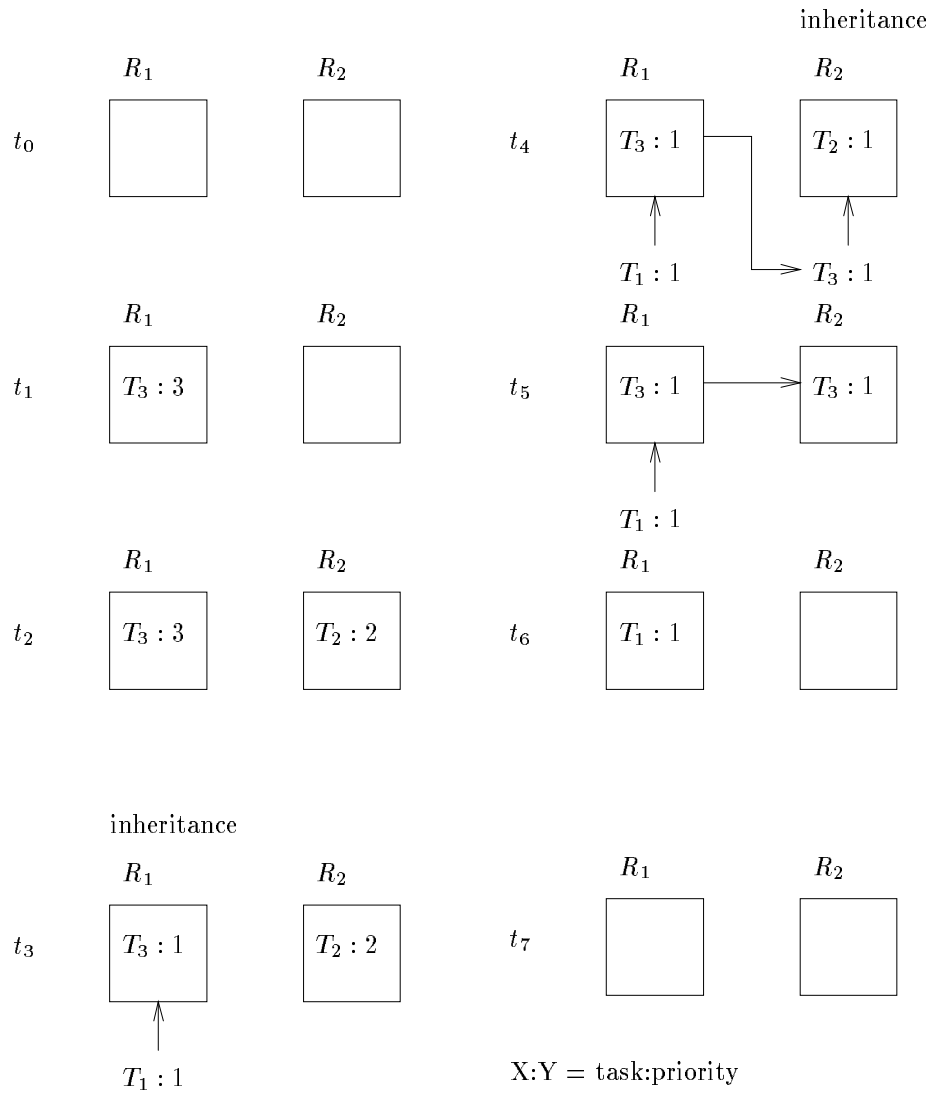 R₁ R₂
t₀
R₁ R₂
t₁ T₃ : 3
R₁ R₂
t₂ T₃ : 3 T₂ : 2
inheritance
R₁ R₂
t₃ T₃ : 1 T₂ : 2
T₁ : 1
inheritance
R₁ R₂
t₄ T₃ : 1 T₂ : 1
T₁ : 1 T₃ : 1
R₁ R₂
t₅ T₃ : 1 T₃ : 1
T₁ : 1
R₁ R₂
t₆ T₁ : 1
R₁ R₂
t₇
X:Y = task:priority